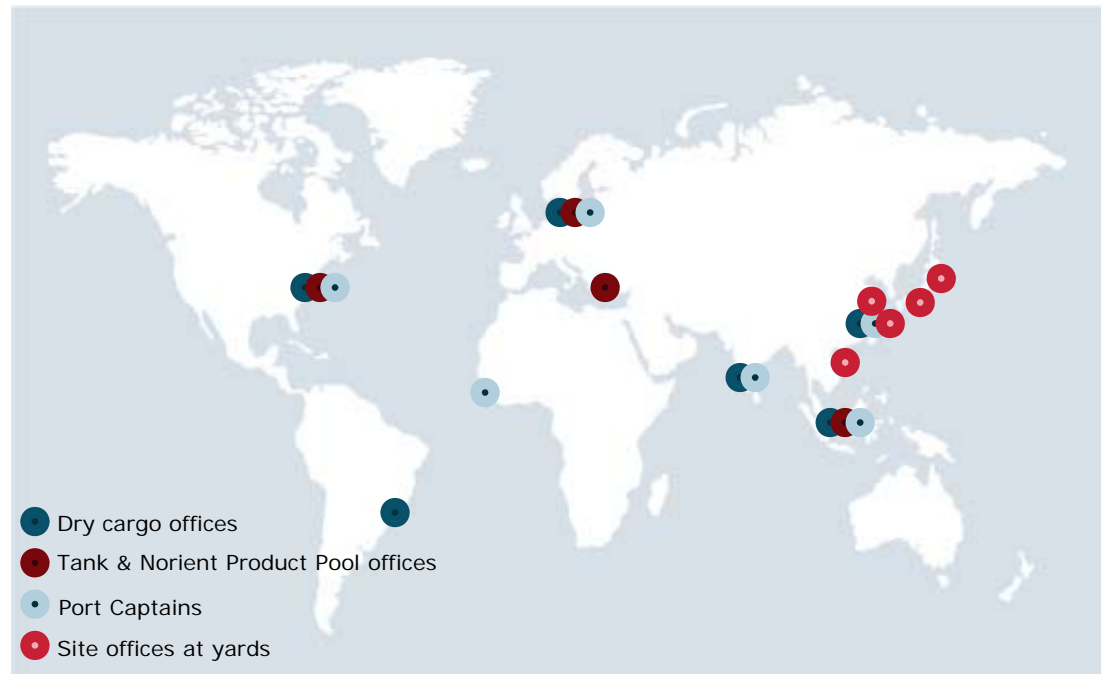 Dry cargo offices
Tank & Norient Product Pool offices
Port Captains
Site offices at yards